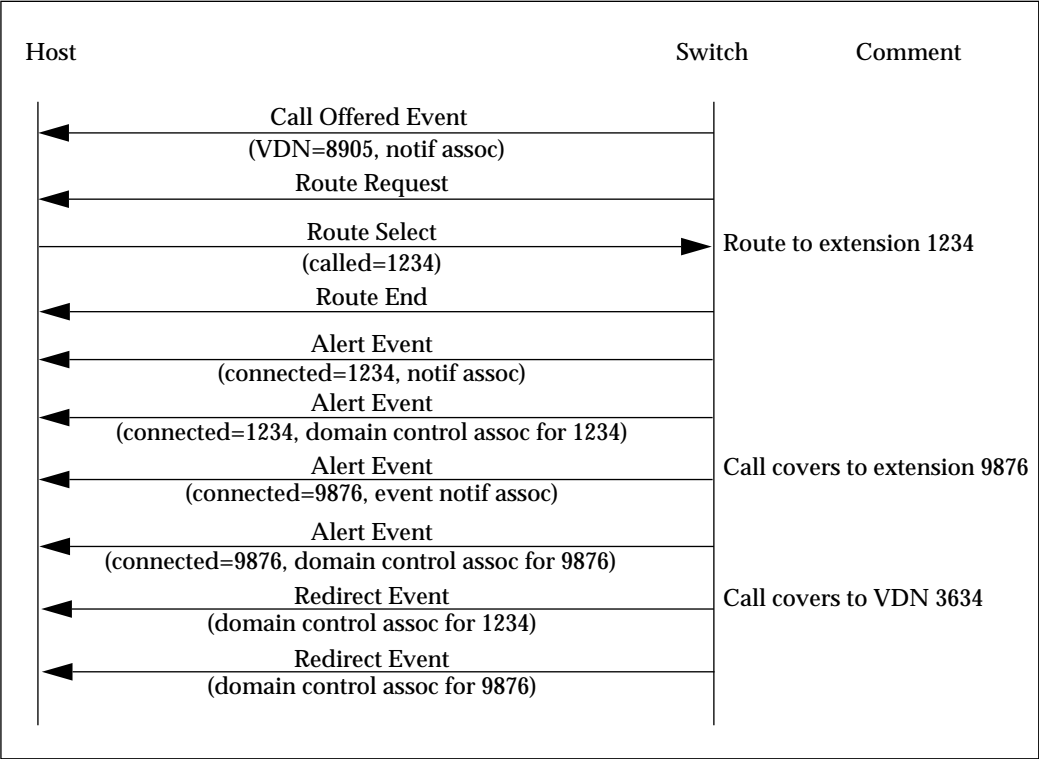 Host Switch Comment
Call Offered Event
(VDN=8905, notif assoc)
Route Request
Route Select
(called=1234)
Route to extension 1234
Route End
Alert Event
(connected=1234, notif assoc)
Alert Event
(connected=1234, domain control assoc for 1234)
Alert Event
(connected=9876, event notif assoc)
Call covers to extension 9876
Alert Event
(connected=9876, domain control assoc for 9876)
Redirect Event
(domain control assoc for 1234)
Call covers to VDN 3634
Redirect Event
(domain control assoc for 9876)